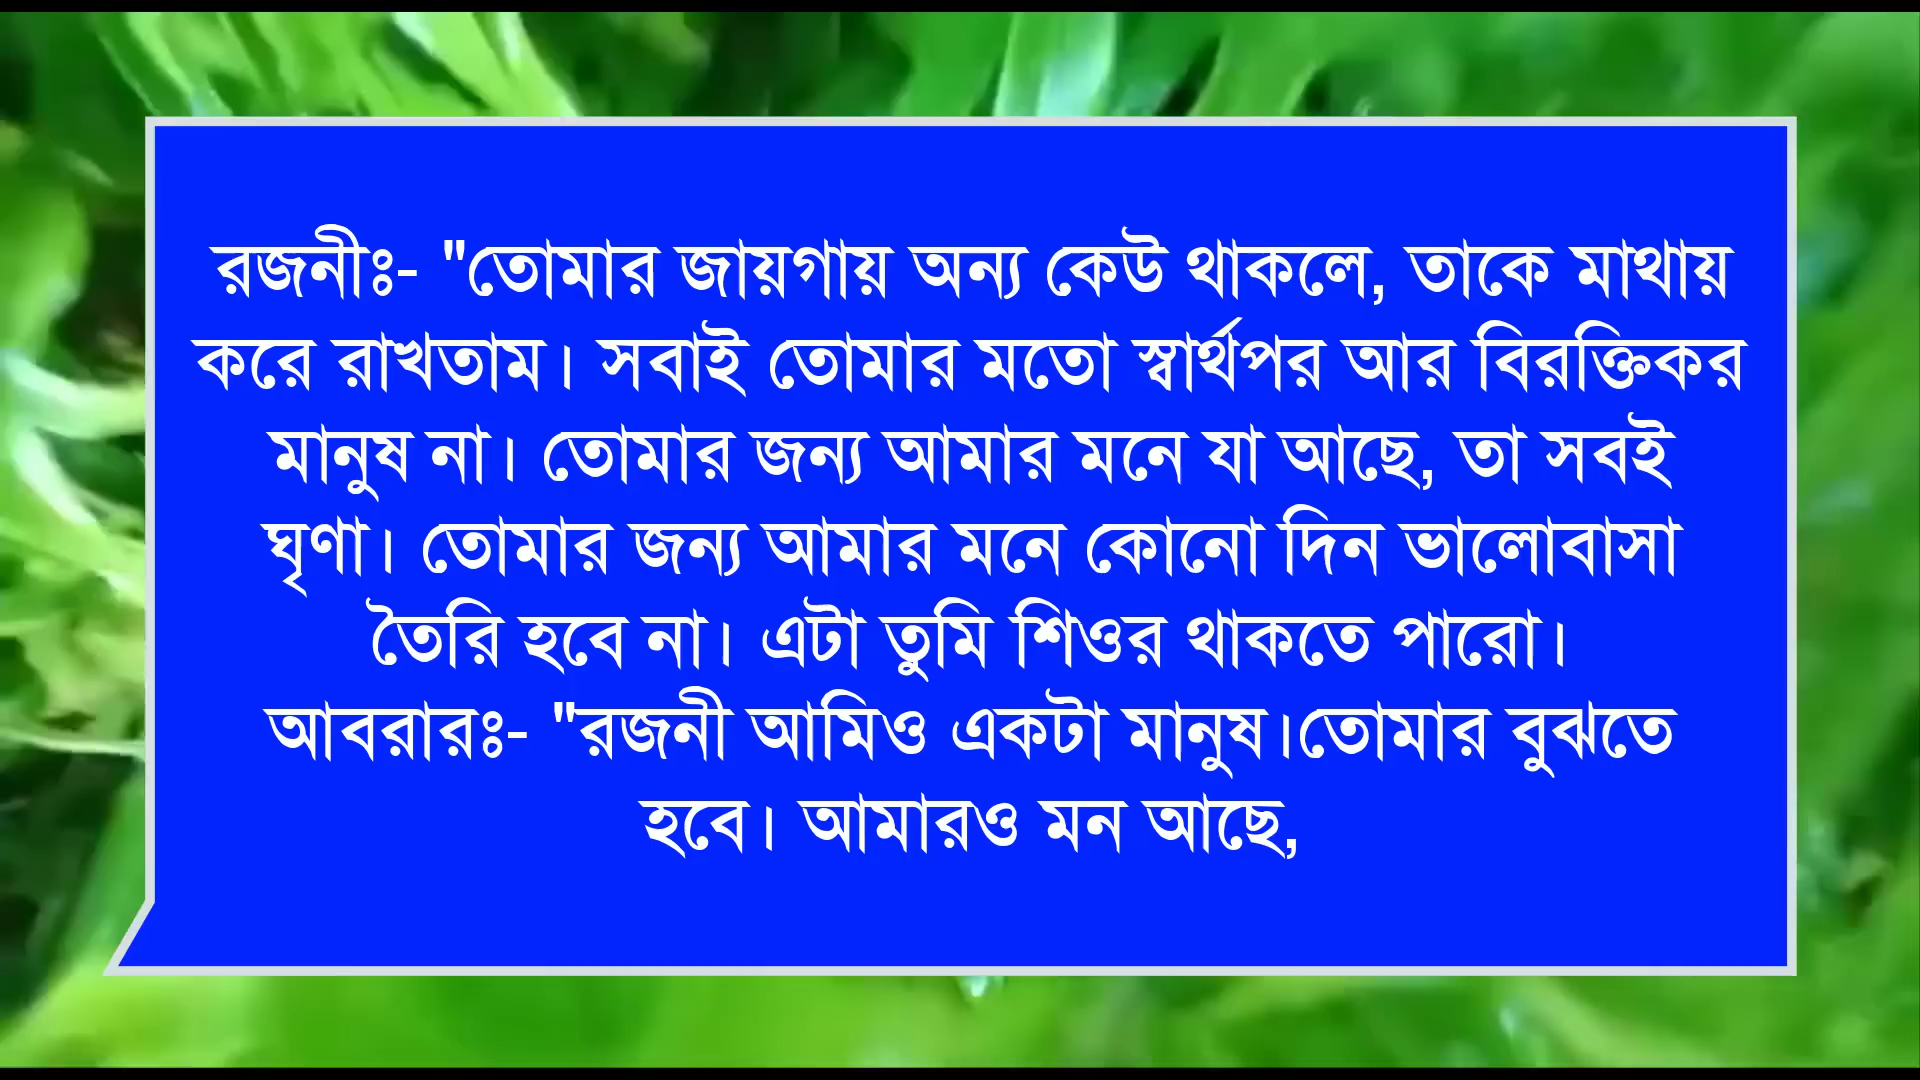 রজনীঃ- "তোমার জায়গায় অন্য কেউ থাকলে, তাকে মাথায়
করে রাখতাম। সবাই তোমার মতো স্বার্থপর আর বিরক্তিকর
মানুষ না। তোমার জন্য আমার মনে যা আছে, তা সবই
ঘৃণা। তোমার জন্য আমার মনে কোনো দিন ভালোবাসা
তৈরি হবে না। এটা তুমি শিওর থাকতে পারো।
আবরারঃ- "রজনী আমিও একটা মানুষ।তোমার বুঝতে
হবে। আমারও মন আছে,